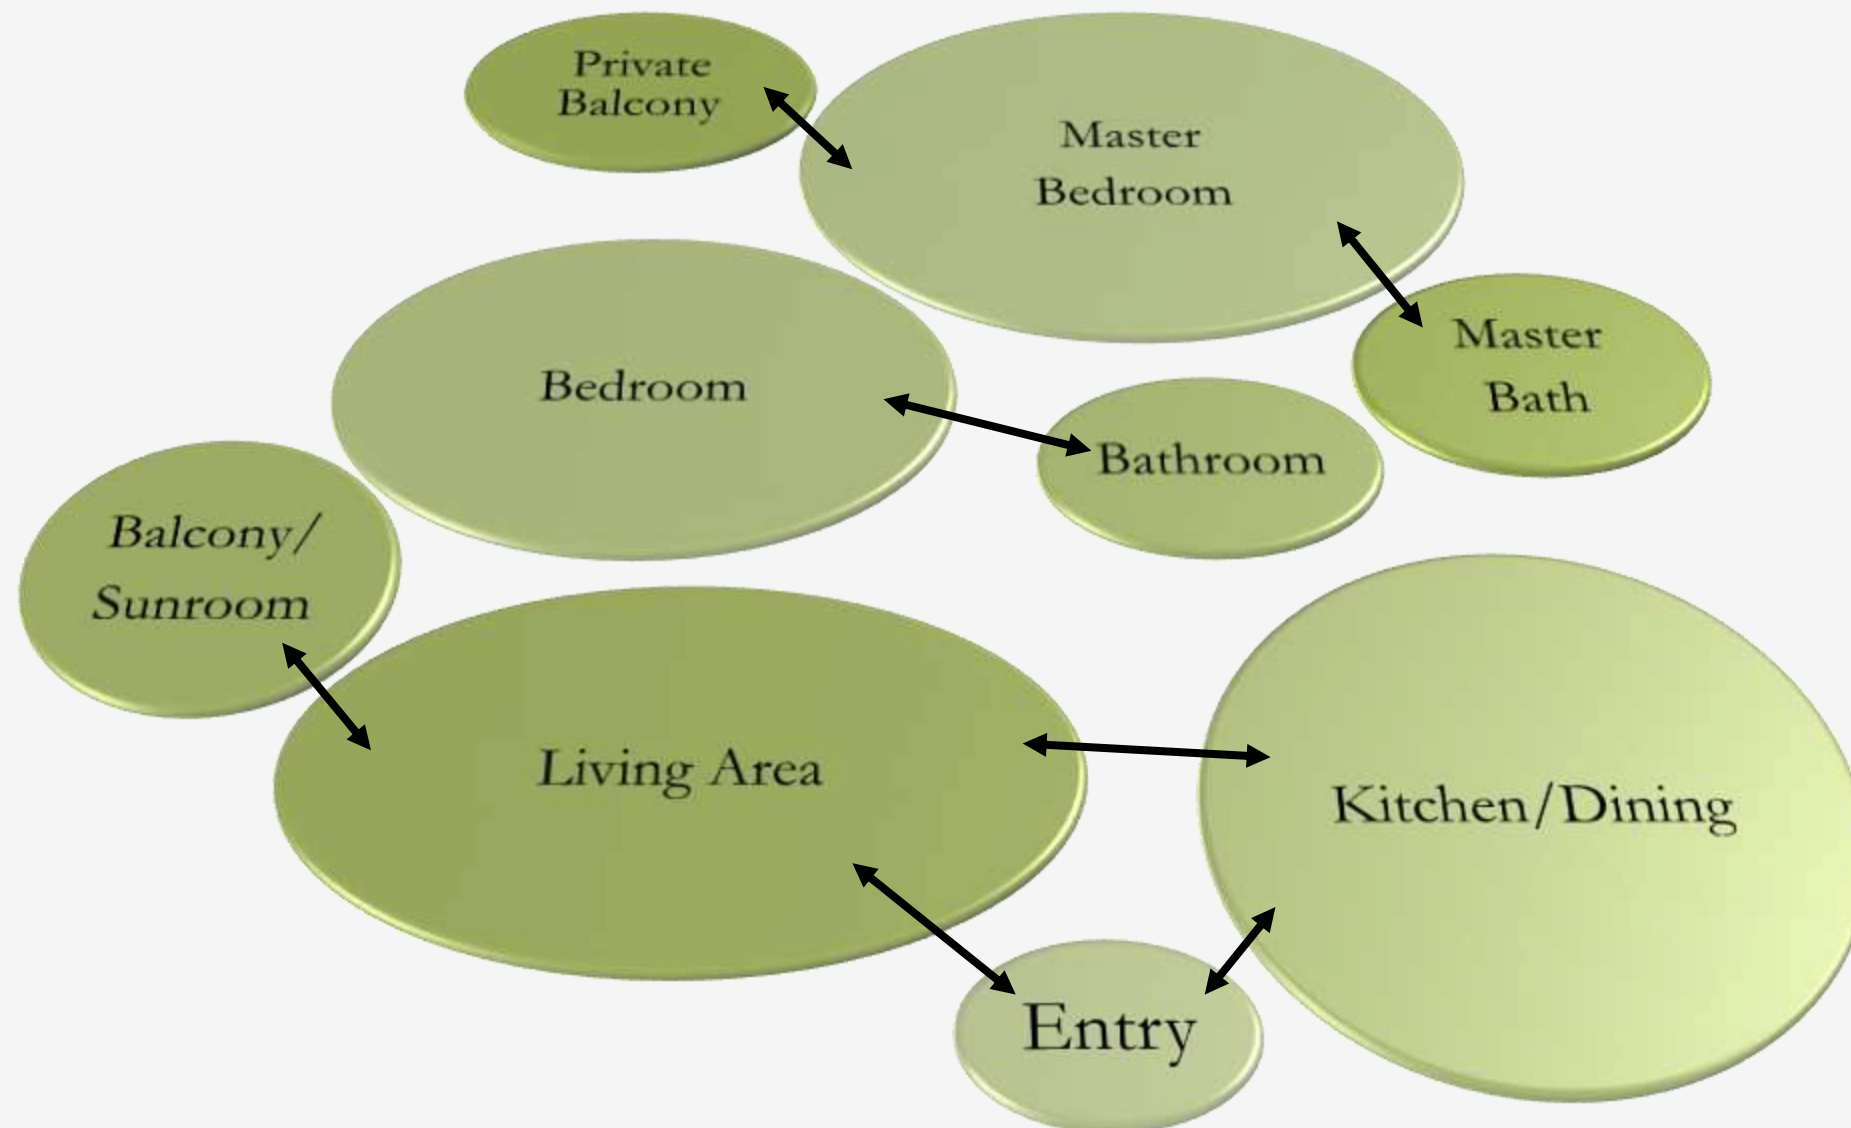 Private
Balcony
Master
Bedroom
Bedroom
Master
Bath
Bathroom
Balcony/
Sunroom
Living Area
Kitchen/Dining
Entry